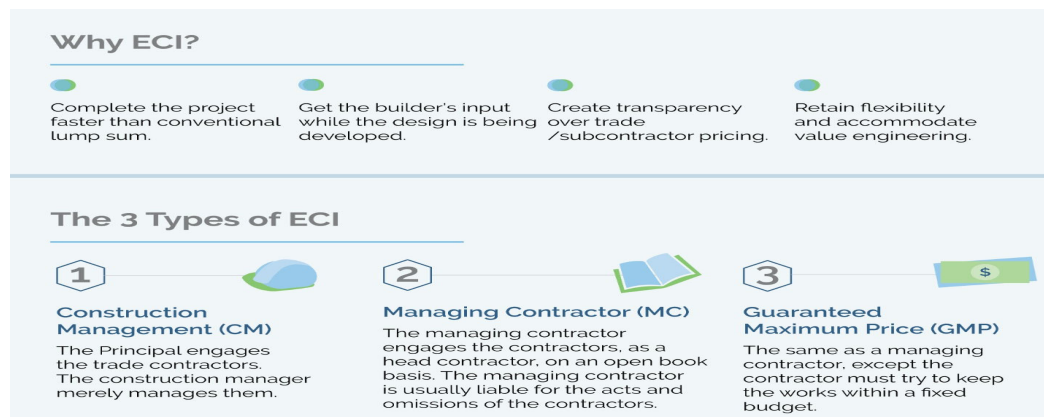 Why ECI?
Complete the project
faster than conventional
lump sum.
Get the builder's input
while the design is being
developed.
Create transparency
over trade
/subcontractor pricing.
Retain flexibility
and accommodate
value engineering.
The 3 Types of ECI
1
Construction
Management (CM)
The Principal engages
the trade contractors.
The construction manager
merely manages them.
2
Managing Contractor (MC)
The managing contractor
engages the contractors, as a
head contractor, on an open book
basis. The managing contractor
is usually liable for the acts and
omissions of the contractors.
3
$
Guaranteed
Maximum Price (GMP)
The same as a managing
contractor, except the
contractor must try to keep
the works within a fixed
budget.